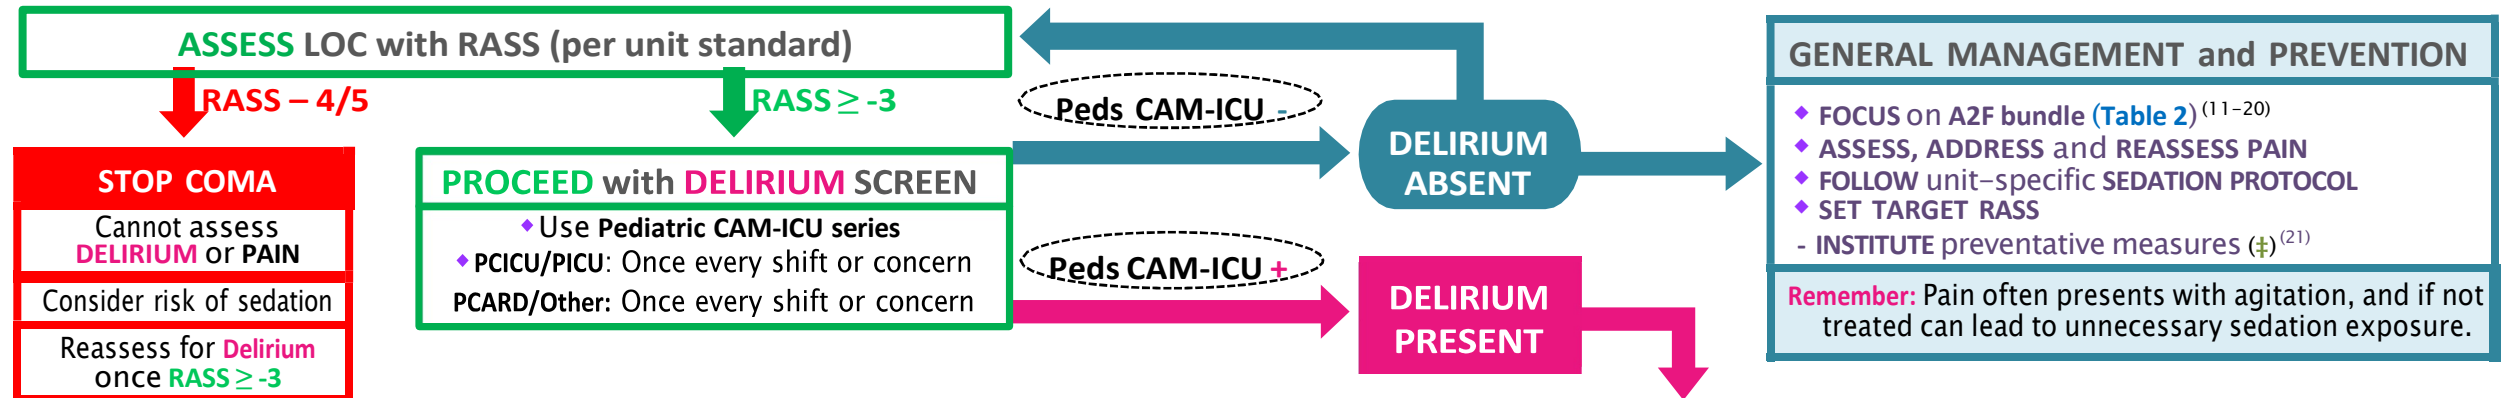 ASSESS LOC with RASS (per unit standard)
RASS – 4/5
RASS ≥ -3
STOP COMA
Cannot assess
DELIRIUM or PAIN
Consider risk of sedation
Reassess for Delirium
once RASS ≥ -3
PROCEED with DELIRIUM SCREEN
◆ Use Pediatric CAM-ICU series
◆ PCICU/PICU: Once every shift or concern
PCARD/Other: Once every shift or concern
Peds CAM-ICU -
Peds CAM-ICU +
DELIRIUM
ABSENT
DELIRIUM
PRESENT
GENERAL MANAGEMENT and PREVENTION
◆ FOCUS on A2F bundle (Table 2) (11-20)
◆ ASSESS, ADDRESS and REASSESS PAIN
◆ FOLLOW unit-specific SEDATION PROTOCOL
◆ SET TARGET RASS
- INSTITUTE preventative measures (‡) (21)
Remember: Pain often presents with agitation, and if not
treated can lead to unnecessary sedation exposure.